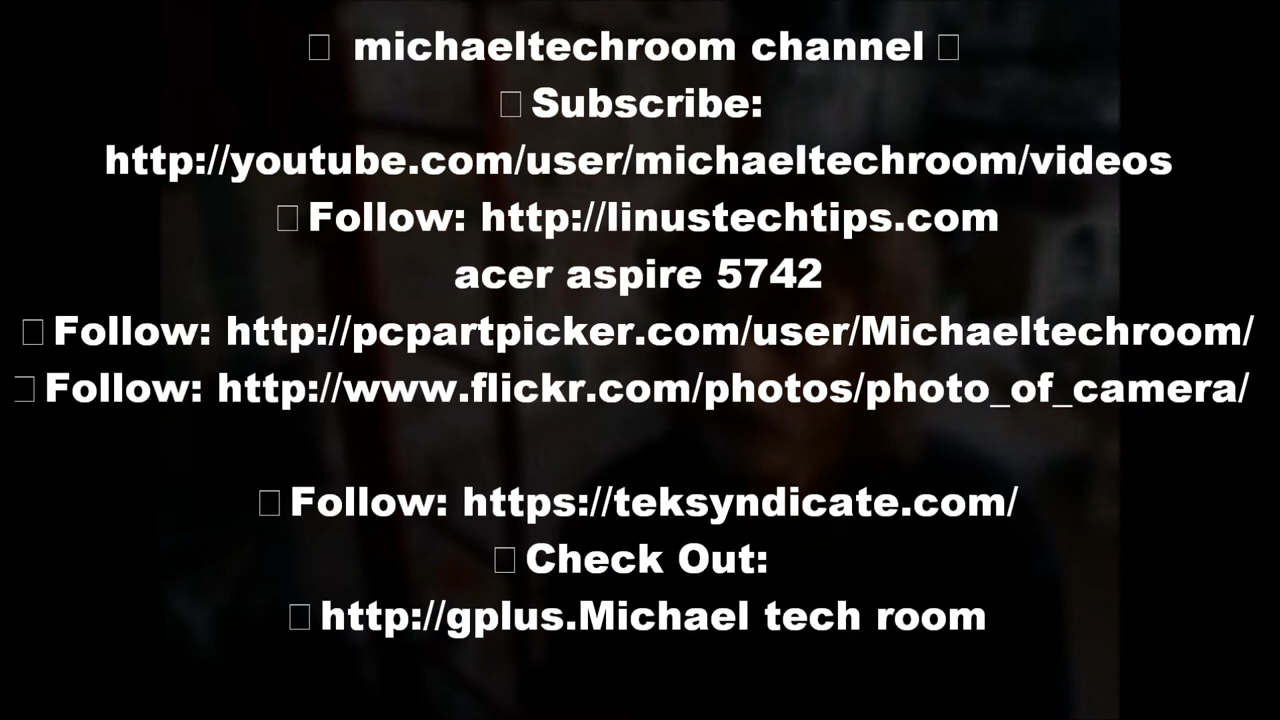 michaeltechroom channel
Subscribe:
http://youtube.com/user/michaeltechroom/videos
Follow: http://linustechtips.com
acer aspire 5742
Follow: http://pcpartpicker.com/user/Michaeltechroom/
Follow: http://www.flickr.com/photos/photo_of_camera/
Follow: https://teksyndicate.com/
Check Out:
http://gplus.Michael tech room